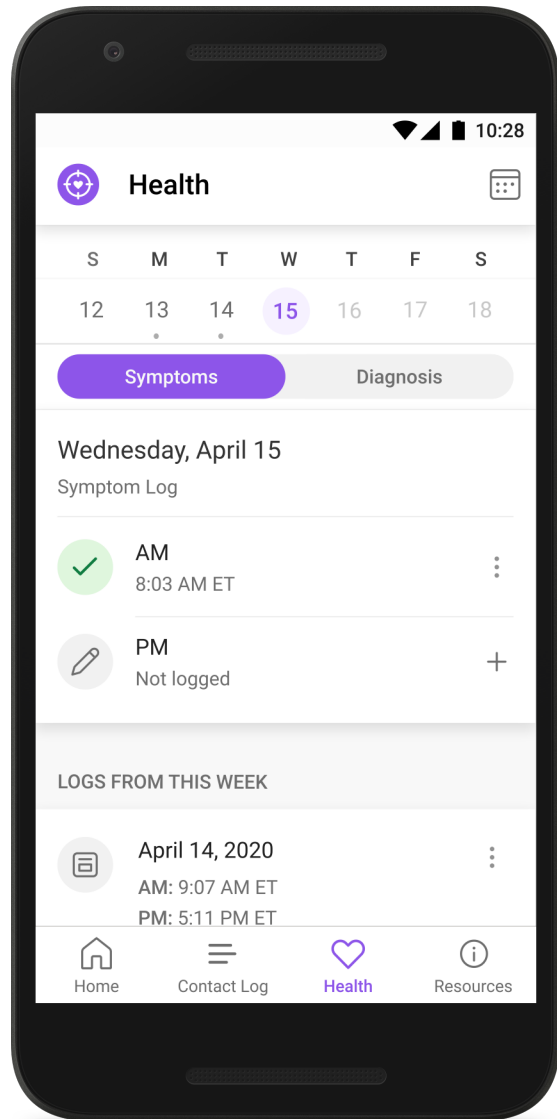 10:28
Health
S M T W T F S
12 13 14 15 16 17 18
Symptoms Diagnosis
Wednesday, April 15
Symptom Log
AM
8:03 AM ET
PM
Not logged
LOGS FROM THIS WEEK
April 14, 2020
AM: 9:07 AM ET
PM: 5:11 PM ET
Home Contact Log Health Resources